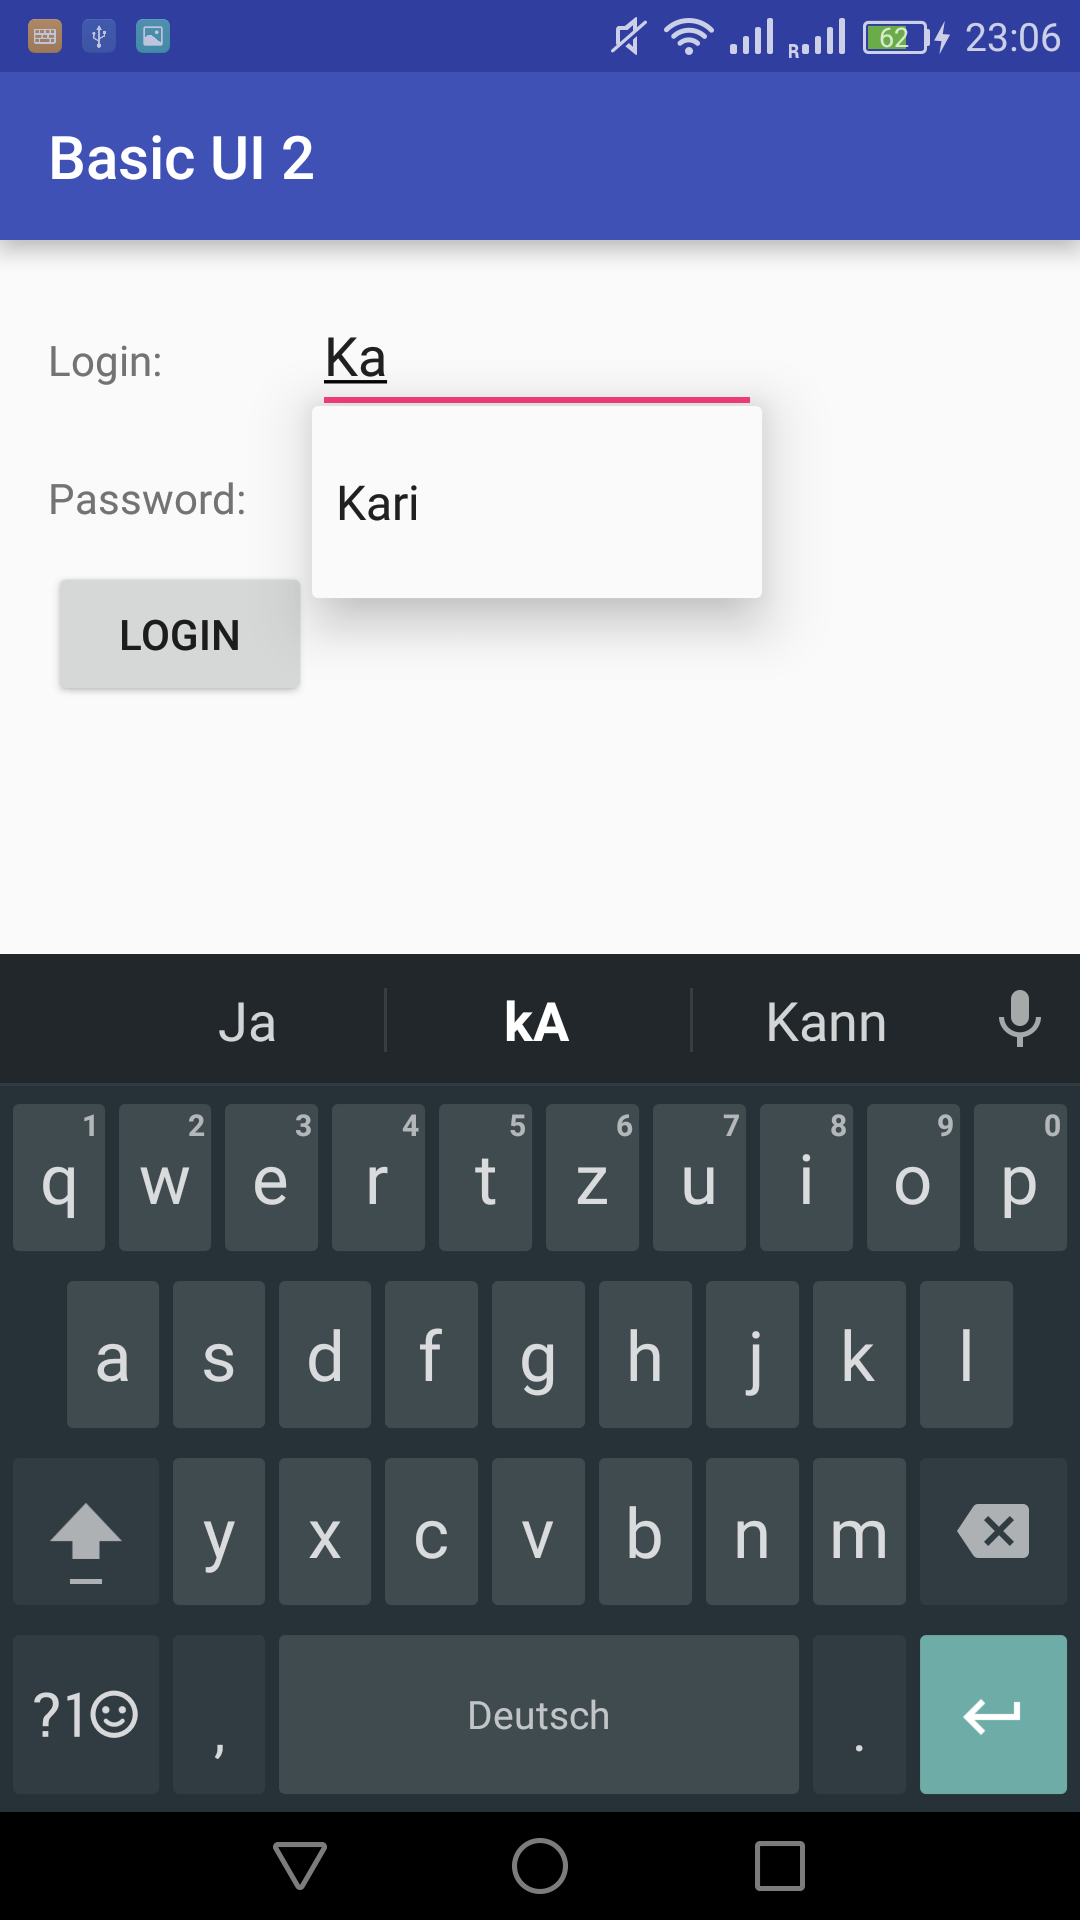 R 62 23:06
Basic UI 2
Login: Ka
Kari
Password:
LOGIN
Ja kA Kann
1 2 3 4 5 6 7 8 9 0
q w e r t z u i o p
a s d f g h j k l
y x c v b n m
?1☺ , Deutsch .